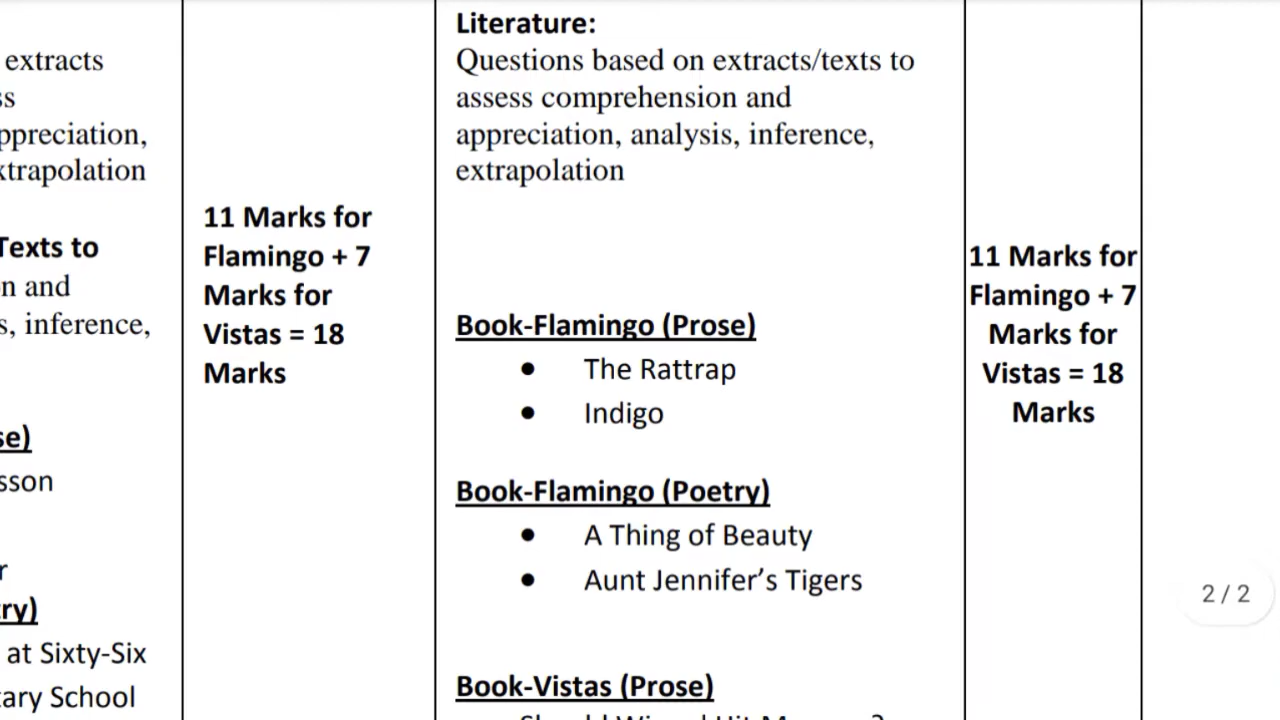 extracts
ss
ppreciation,
xtrapolation
Texts to
n and
s, inference,
se)
sson
r
ry)
at Sixty-Six
tary School
11 Marks for
Flamingo + 7
Marks for
Vistas = 18
Marks
Literature:
Questions based on extracts/texts to
assess comprehension and
appreciation, analysis, inference,
extrapolation
Book-Flamingo (Prose)
● The Rattrap
● Indigo
Book-Flamingo (Poetry)
● A Thing of Beauty
● Aunt Jennifer’s Tigers
Book-Vistas (Prose)
11 Marks for
Flamingo + 7
Marks for
Vistas = 18
Marks
2 / 2